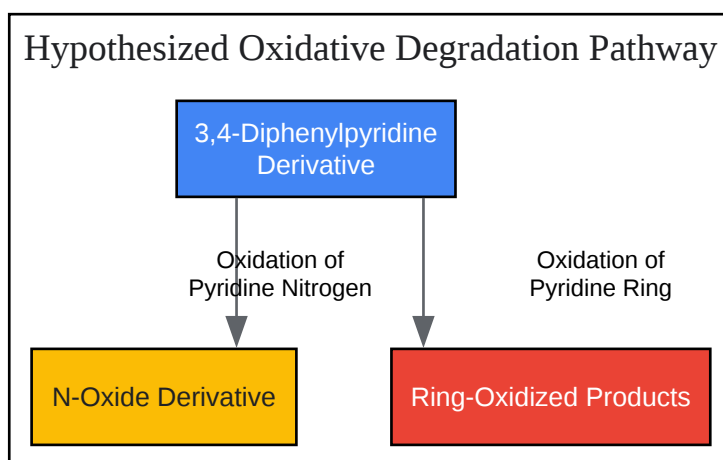 Hypothesized Oxidative Degradation Pathway
3,4-Diphenylpyridine
Derivative
Oxidation of
Pyridine Nitrogen
Oxidation of
Pyridine Ring
N-Oxide Derivative
Ring-Oxidized Products